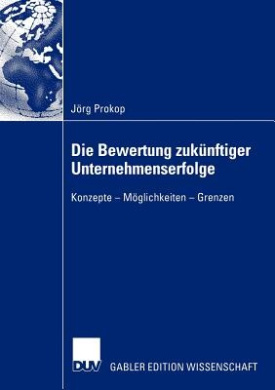 Jörg Prokop
Die Bewertung zukünftiger
Unternehmenserfolge
Konzepte – Möglichkeiten – Grenzen
DUV
GABLER EDITION WISSENSCHAFT